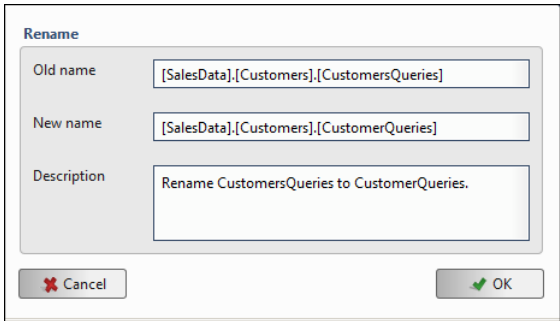 Rename
Old name
[SalesData].[Customers].[CustomersQueries]
New name
[SalesData].[Customers].[CustomerQueries]
Description
Rename CustomersQueries to CustomerQueries.
Cancel
OK